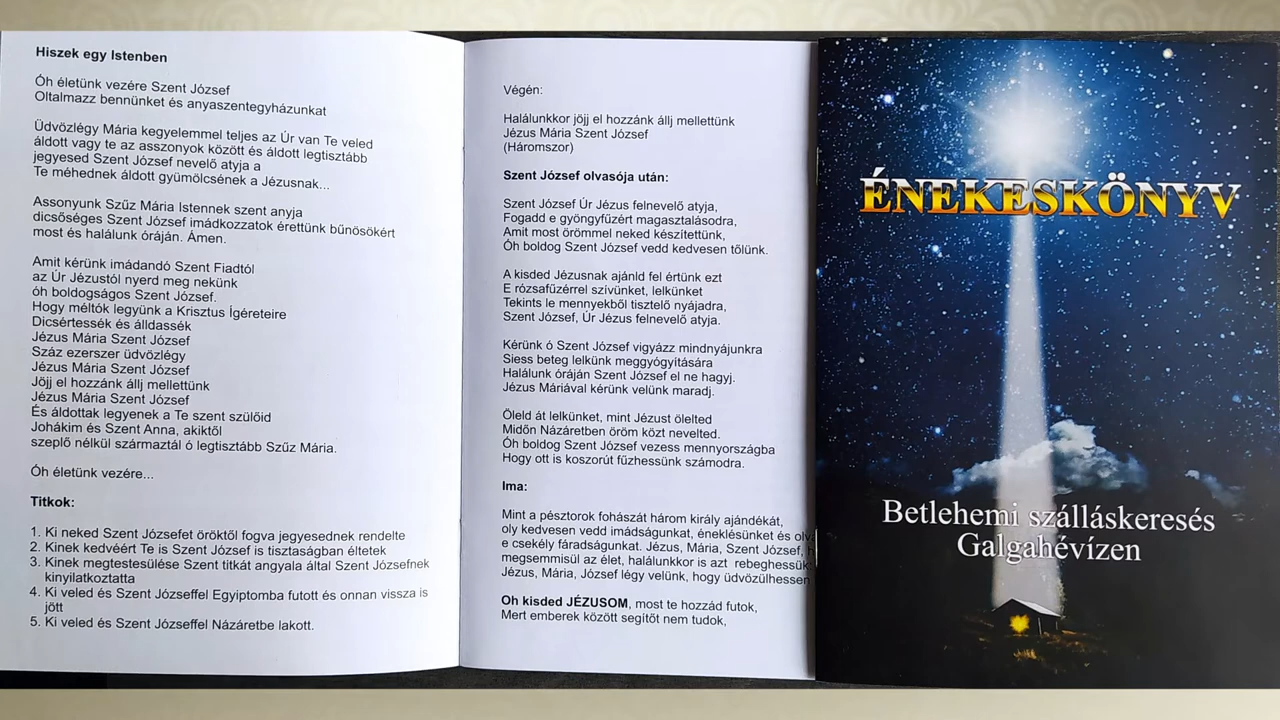 Hiszek egy Istenben
Óh életünk vezére Szent József
Oltalmazz bennünket és anyaszentegyházunkat
Üdvözlégy Mária kegyelemmel teljes az Úr van Te veled
áldott vagy te az asszonyok között és áldott legtisztább
jegyesed Szent József nevelő atyja a
Te méhednek áldott gyümölcsének a Jézusnak...
Assonyunk Szűz Mária Istennek szent anyja
dicsőséges Szent József imádkozzatok érettünk bűnösökért
most és halálunk óráján. Ámen.
Amit kérünk imádandó Szent Fiadtól
az Úr Jézustól nyerd meg nekünk
óh boldogságos Szent József.
Hogy méltók legyünk a Krisztus Ígéreteire
Dicsértessék és álldassék
Jézus Mária Szent József
Száz ezerszer üdvözlégy
Jézus Mária Szent József
Jőjj el hozzánk állj mellettünk
Jézus Mária Szent József
És áldottak legyenek a Te szent szülőid
Johákim és Szent Anna, akiktől
szeplő nélkül származtál ó legtisztább Szűz Mária.
Óh életünk vezére...
Titkok:
1. Ki neked Szent Józsefet öröktől fogva jegyesednek rendelte
2. Kinek kedvéért Te is Szent József is tisztaságban éltetek
3. Kinek megtestesülése Szent titkát angyala által Szent Józsefnek
kinyilatkoztatta
4. Ki veled és Szent Józseffel Egyiptomba futott és onnan vissza is
jött
5. Ki veled és Szent Józseffel Názáretbe lakott.
Végén:
Halálunkkor jőjj el hozzánk állj mellettünk
Jézus Mária Szent József
(Háromszor)
Szent József olvasója után:
Szent József Úr Jézus felnevelő atyja,
Fogadd e gyöngyfűzért magasztalásodra,
Amit most örömmel neked készítettünk,
Óh boldog Szent József vedd kedvesen tőlünk.
A kisded Jézusnak ajánld fel értünk ezt
E rózsafűzérrel szívünket, lelkünket
Tekints le mennyekből tisztelő nyájadra,
Szent József, Úr Jézus felnevelő atyja.
Kérünk ó Szent József vigyázz mindnyájunkra
Siess beteg lelkünk meggyógyítására
Halálunk óráján Szent József el ne hagyj.
Jézus Máriával kérünk velünk maradj.
Öleld át lelkünket, mint Jézust ölelted
Midőn Názáretben öröm közt nevelted.
Óh boldog Szent József vezess mennyországba
Hogy ott is koszorút fűzhessünk számodra.
Ima:
Mint a pésztorok fohászát három király ajándékát,
oly kedvesen vedd imádságunkat, éneklésünket és
e csekély fáradságunkat. Jézus, Mária, Szent József,
megsemmisül az élet, halálunkkor is azt rebeghessük
Jézus, Mária, József légy velünk, hogy üdvözülhessen
Oh kisded JÉZUSOM, most te hozzád futok,
Mert emberek között segítőt nem tudok,
ÉNEKESKÖNYV
Betlehemi szálláskeresés
Galgahévízen